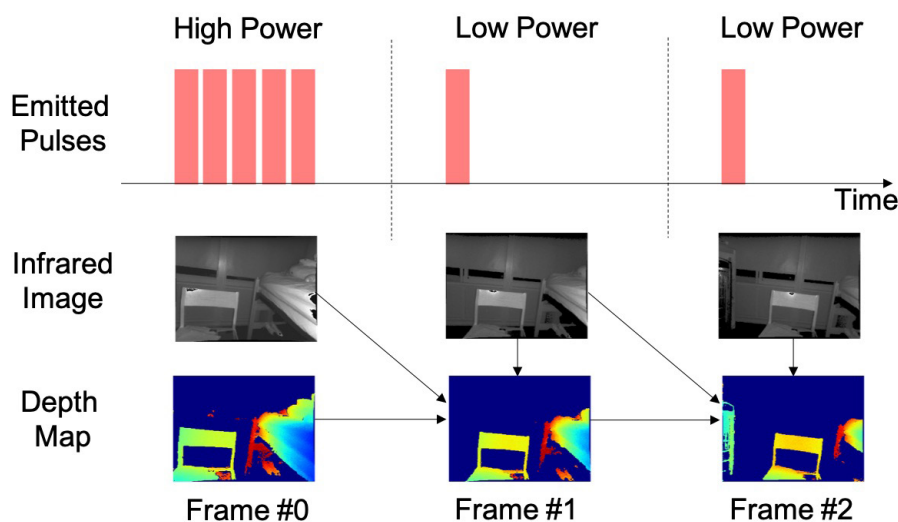 High Power
Low Power
Low Power
Emitted
Pulses
Time
Infrared
Image
Depth
Map
Frame #0
Frame #1
Frame #2